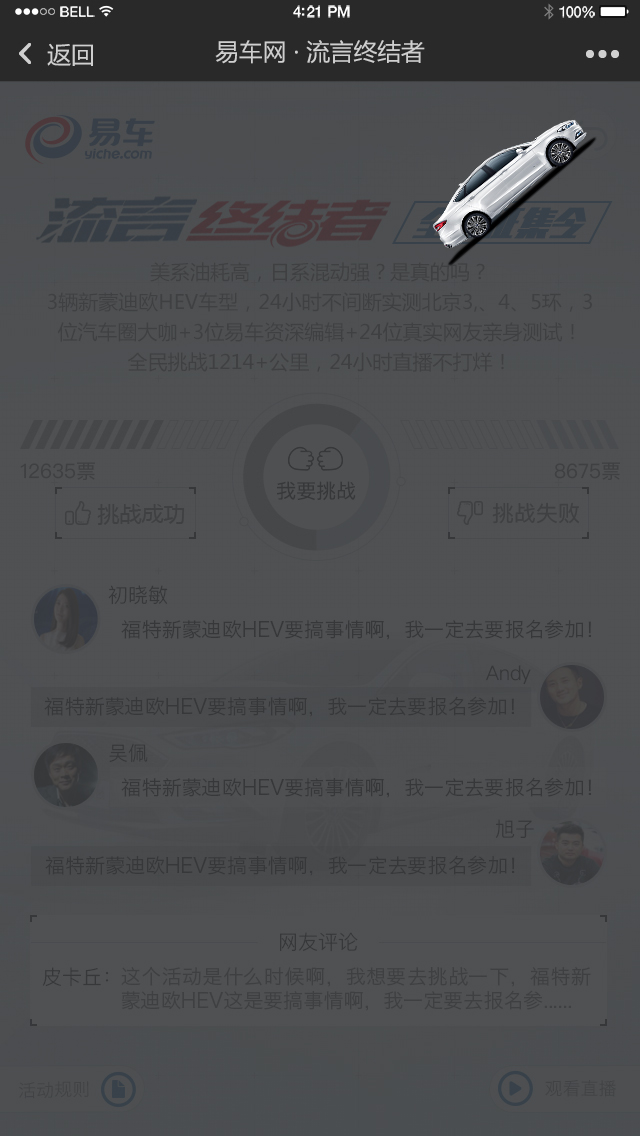 BELL 4:21 PM 100%
返回 易车网 · 流言终结者
易车
yiche.com
流言终结者
美系油耗高，日系混动强？是真的吗？
3辆新蒙迪欧HEV车型，24小时不间断实测北京3,、4、5环，3
位汽车圈大咖+3位易车资深编辑+24位真实网友亲身测试！
全民挑战1214+公里，24小时直播不打烊！
我要挑战
12635票 8675票
挑战成功 挑战失败
初晓敏
福特新蒙迪欧HEV要搞事情啊，我一定去要报名参加！
Andy
福特新蒙迪欧HEV要搞事情啊，我一定去要报名参加！
吴佩
福特新蒙迪欧HEV要搞事情啊，我一定去要报名参加！
旭子
福特新蒙迪欧HEV要搞事情啊，我一定去要报名参加！
网友评论
皮卡丘：这个活动是什么时候啊，我想要去挑战一下，福特新
蒙迪欧HEV这是要搞事情啊，我一定要去报名参......
活动规则 观看直播